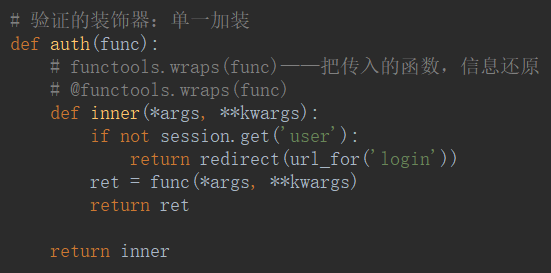 # 验证的装饰器：单一加装
def auth(func):
    # functools.wraps(func)——把传入的函数，信息还原
    # @functools.wraps(func)
    def inner(*args, **kwargs):
        if not session.get('user'):
            return redirect(url_for('login'))
        ret = func(*args, **kwargs)
        return ret
    return inner